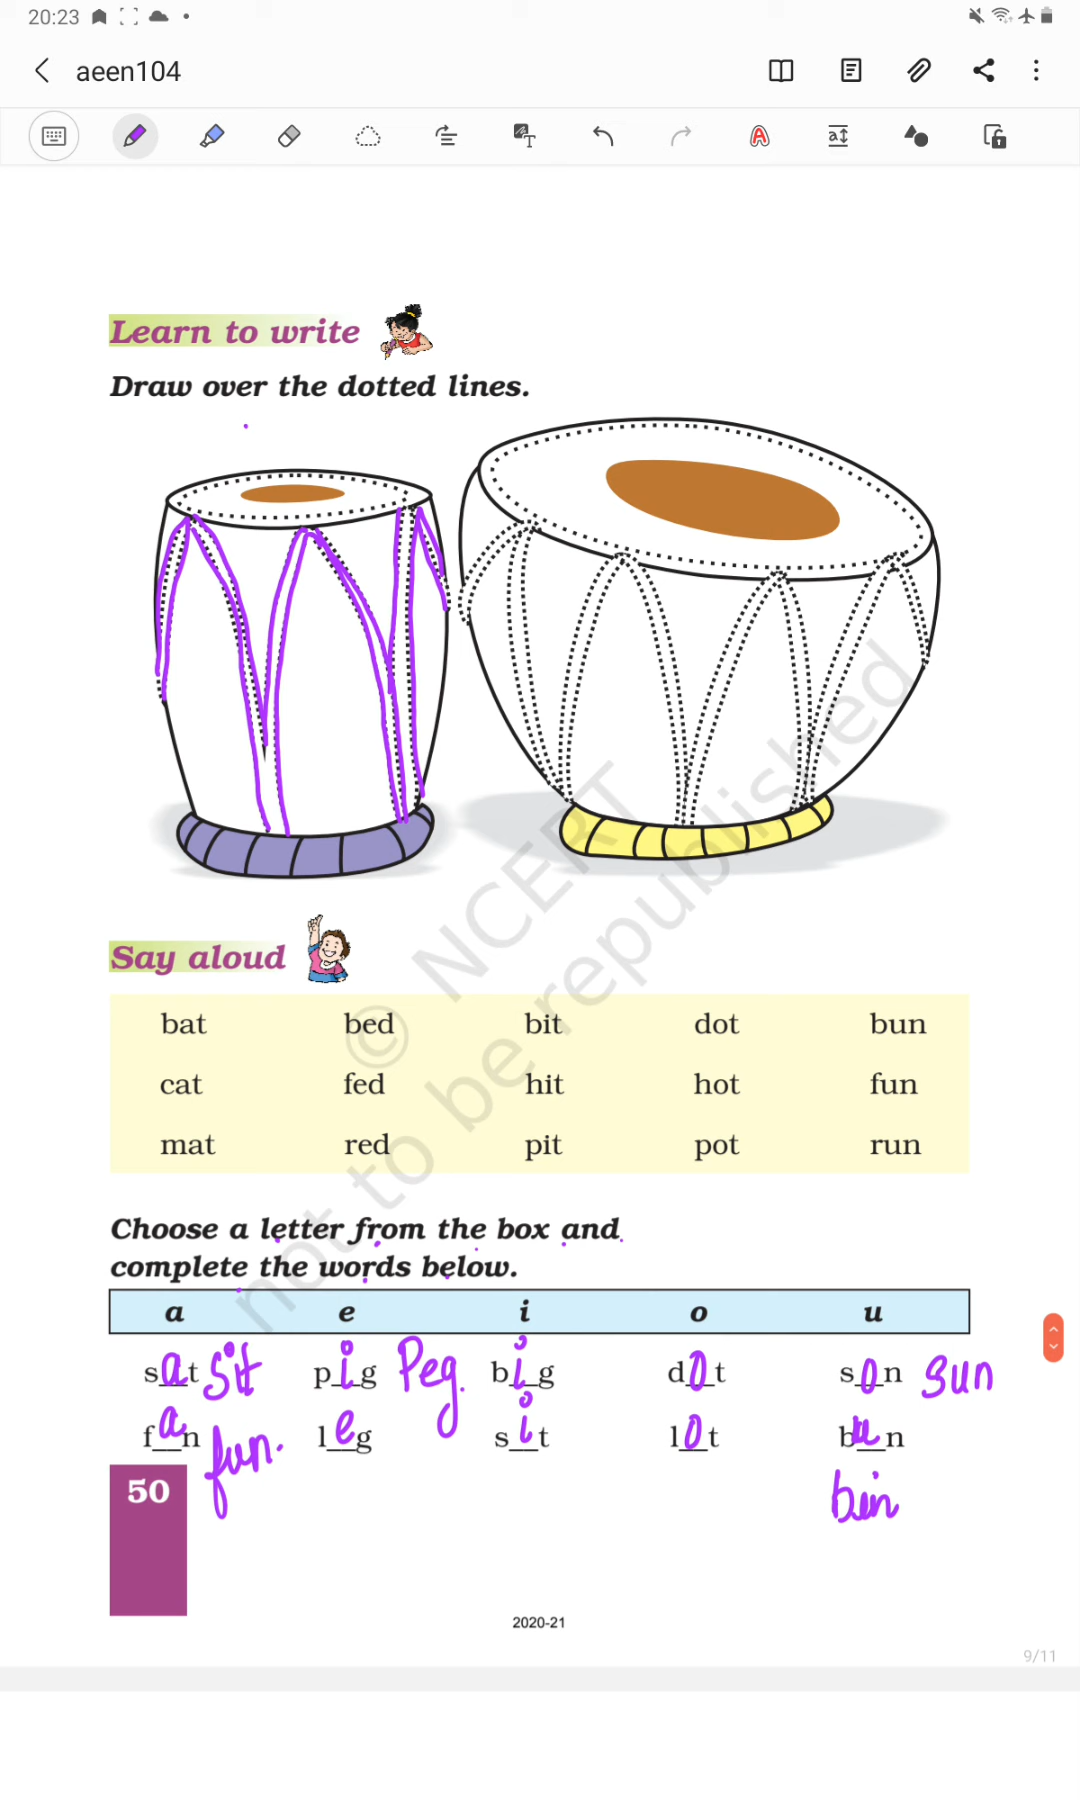 20:23
aeen104
Learn to write
Draw over the dotted lines.
Say aloud
bat bed bit dot bun
cat fed hit hot fun
mat red pit pot run
Choose a letter from the box and
complete the words below.
a e i o u
sat sit pig Peg. big dot son sun
fan fun. leg sit lot bun
bin
50
© NCERT
not to be republished
2020-21
9/11